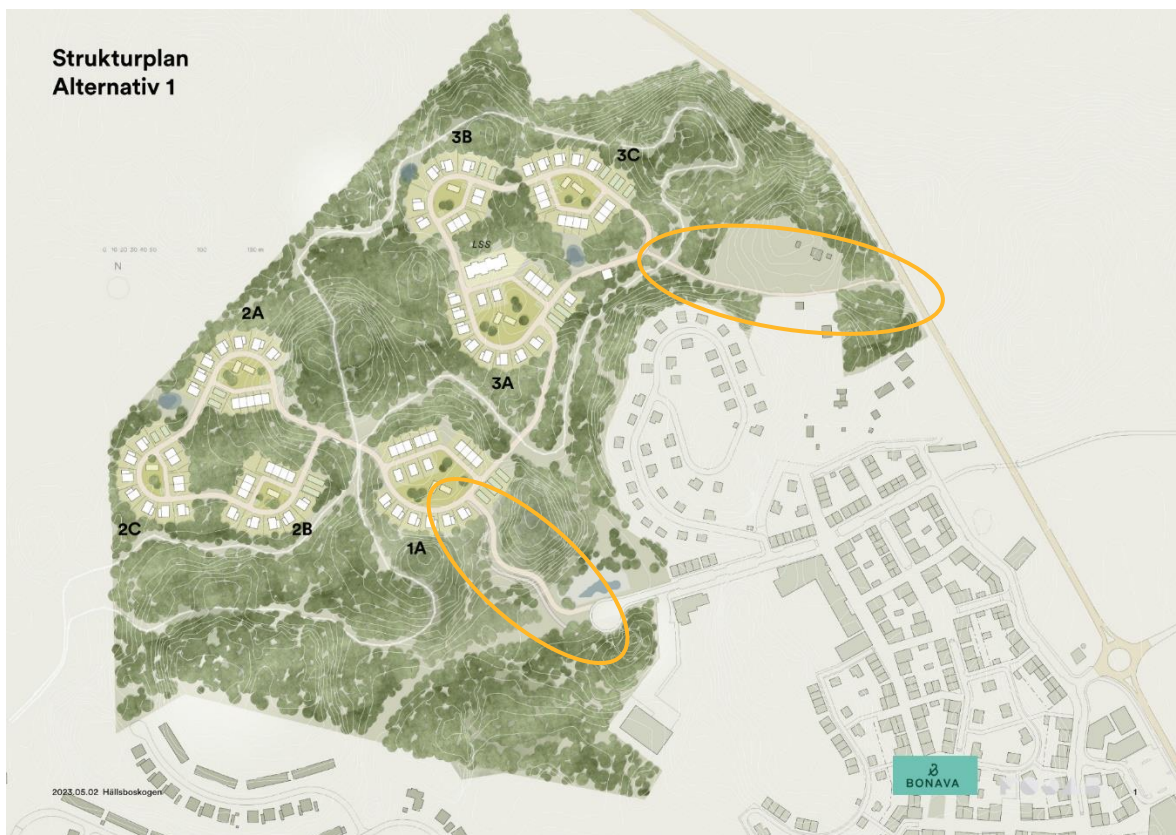 Strukturplan
Alternativ 1
3B
3C
LSS
N
2A
3A
2C
2B
1A
BONAVA
2023.05.02 Hällsboskogen
1